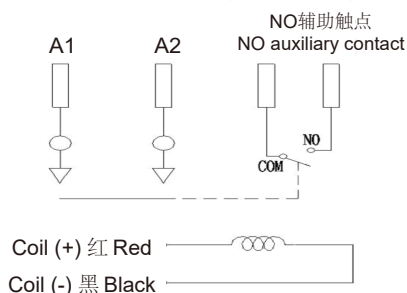 NO辅助触点
A1 A2 NO auxiliary contact
NO
COM
Coil (+) 红 Red
Coil (-) 黑 Black